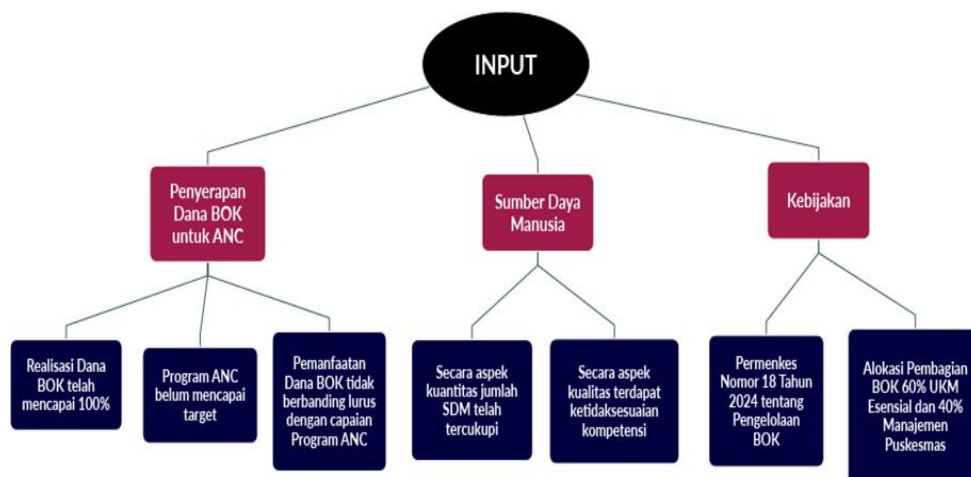 INPUT
Penyerapan
Dana BOK
untuk ANC
Sumber Daya
Manusia
Kebijakan
Realisasi Dana
BOK telah
mencapai 100%
Program ANC
belum mencapai
target
Pemanfaatan
Dana BOK tidak
berbanding lurus
dengan capaian
Program ANC
Secara aspek
kuantitas jumlah
SDM telah
tercukupi
Secara aspek
kualitas terdapat
ketidaksesuaian
kompetensi
Permenkes
Nomor 18 Tahun
2024 tentang
Pengelolaan
BOK
Alokasi Pembagian
BOK 60% UKM
Esensial dan 40%
Manajemen
Puskesmas